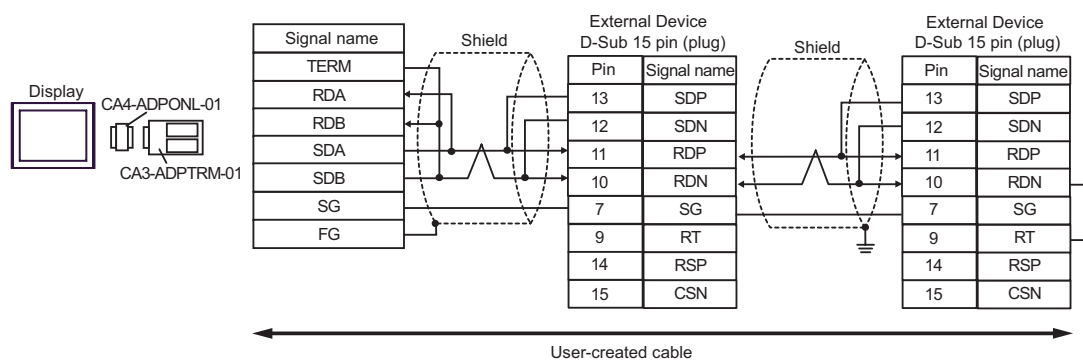 Display
CA4-ADPONL-01
CA3-ADPTRM-01
Signal name
TERM
RDA
RDB
SDA
SDB
SG
FG
Shield
External Device
D-Sub 15 pin (plug)
Pin Signal name
13 SDP
12 SDN
11 RDP
10 RDN
7 SG
9 RT
14 RSP
15 CSN
Shield
External Device
D-Sub 15 pin (plug)
Pin Signal name
13 SDP
12 SDN
11 RDP
10 RDN
7 SG
9 RT
14 RSP
15 CSN
User-created cable